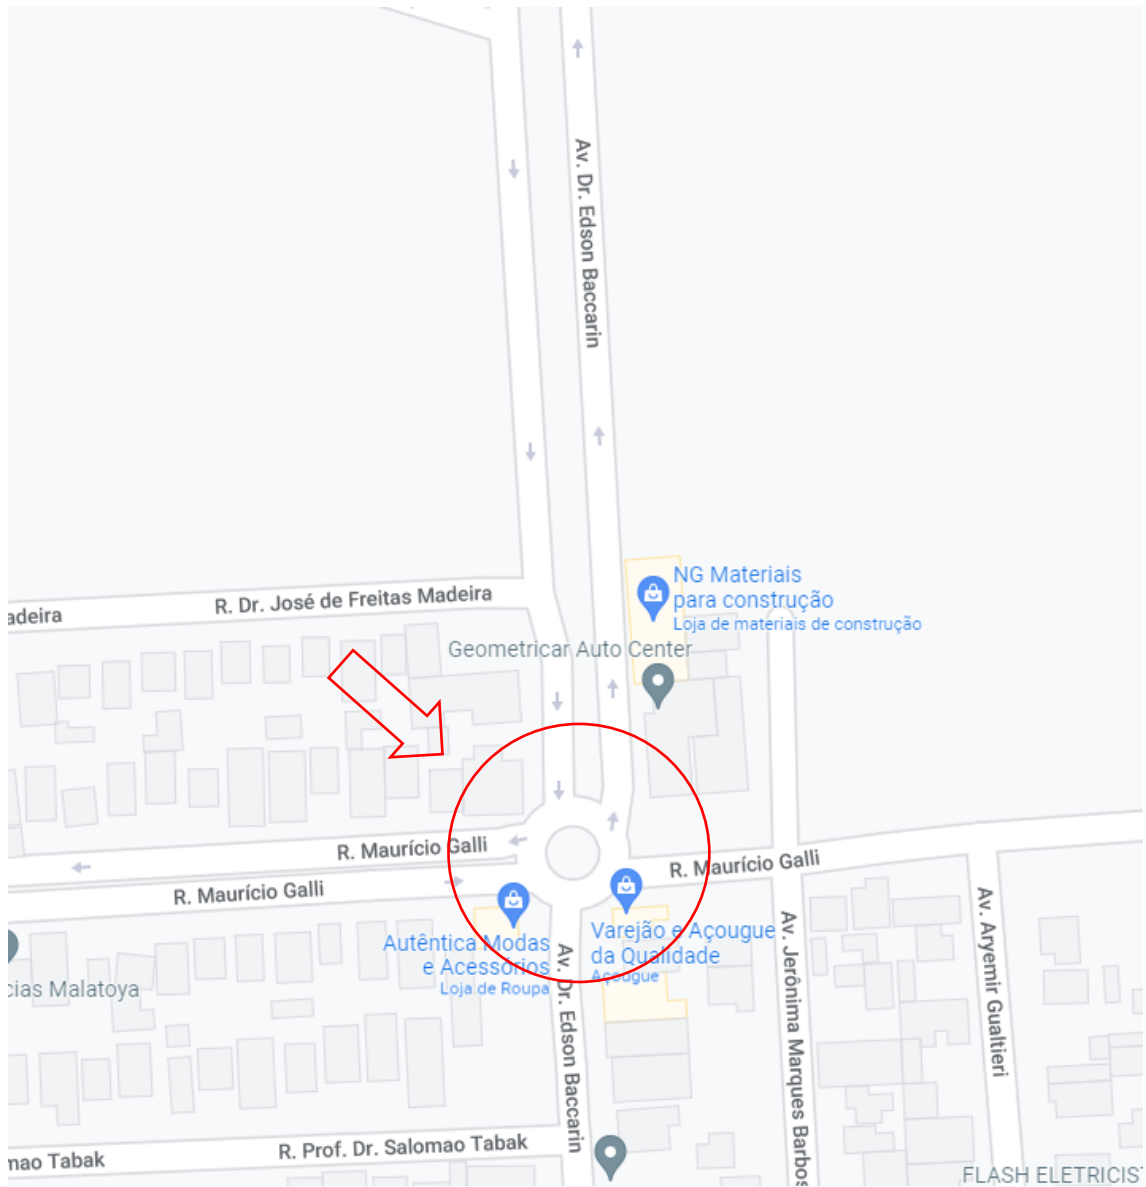 Av. Dr. Edson Baccarin
R. Dr. José de Freitas Madeira
adeira
NG Materiais
para construção
Loja de materiais de construção
Geometricar Auto Center
R. Maurício Galli
R. Maurício Galli
R. Maurício Galli
Autêntica Modas
e Acessórios
Loja de Roupa
Varejão e Açougue
da Qualidade
Açougue
cias Malatoya
Av. Dr. Edson Baccarin
Av. Jerônima Marques Barbos
Av. Aryemir Gualtieri
R. Prof. Dr. Salomao Tabak
mao Tabak
FLASH ELETRICIS